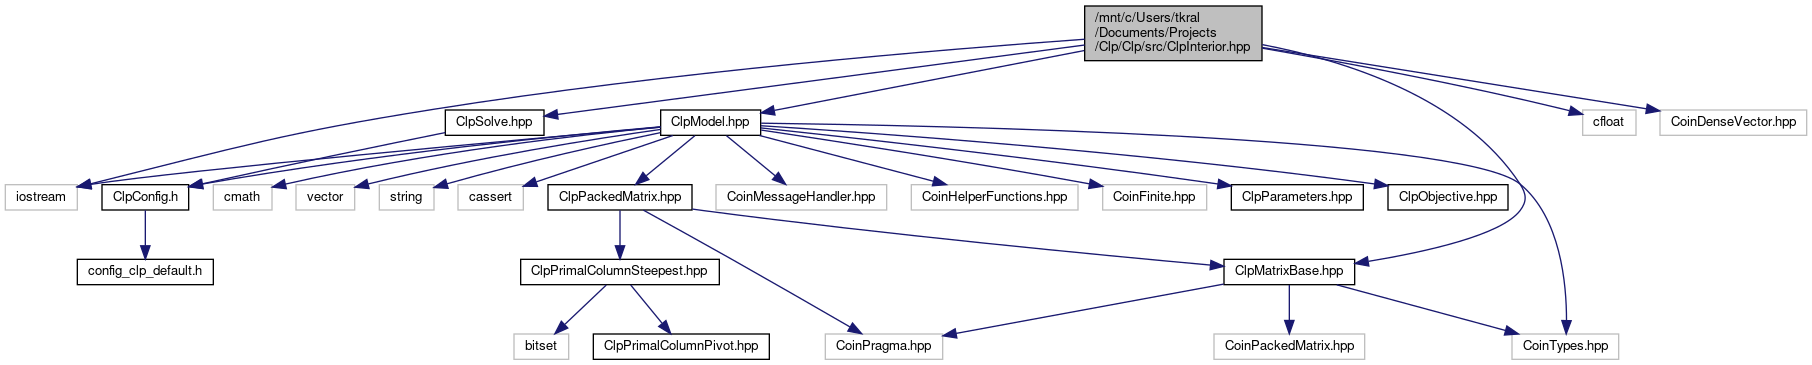 /mnt/c/Users/tkral
/Documents/Projects
/Clp/Clp/src/ClpInterior.hpp
ClpSolve.hpp
ClpModel.hpp
cfloat
CoinDenseVector.hpp
iostream
ClpConfig.h
cmath
vector
string
cassert
ClpPackedMatrix.hpp
CoinMessageHandler.hpp
CoinHelperFunctions.hpp
CoinFinite.hpp
ClpParameters.hpp
ClpObjective.hpp
config_clp_default.h
ClpPrimalColumnSteepest.hpp
ClpMatrixBase.hpp
bitset
ClpPrimalColumnPivot.hpp
CoinPragma.hpp
CoinPackedMatrix.hpp
CoinTypes.hpp